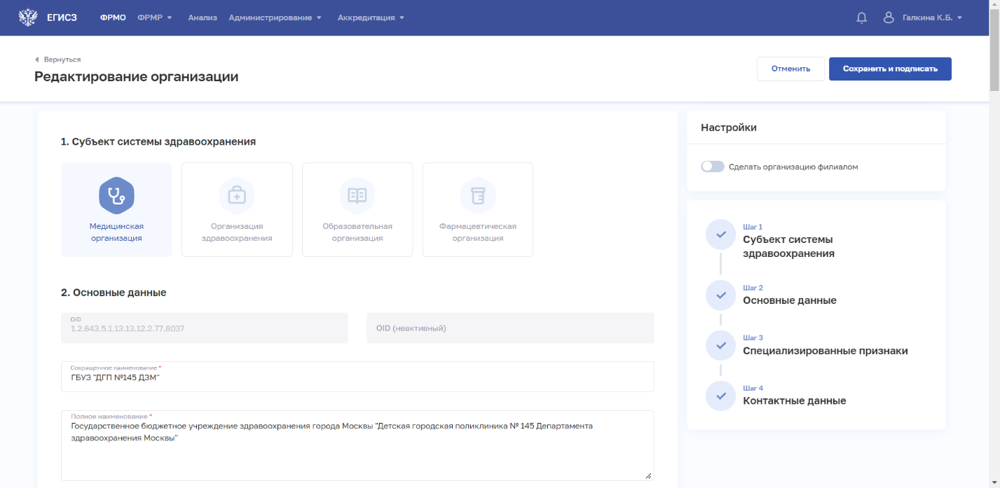 ЕГИСЗ ФРМО ФРМР Анализ Администрирование Аккредитация Галкина К.Б.
Вернуться
Редактирование организации
Отменить
Сохранить и подписать
1. Субъект системы здравоохранения
Медицинская
организация
Организация
здравоохранения
Образовательная
организация
Фармацевтическая
организация
2. Основные данные
OID
1.2.643.5.1.13.13.12.2.77.8037
OID (неактивный)
Сокращенное наименование *
ГБУЗ "ДГП №145 ДЗМ"
Полное наименование *
Государственное бюджетное учреждение здравоохранения города Москвы "Детская городская поликлиника № 145 Департамента
здравоохранения Москвы"
Настройки
Сделать организацию филиалом
Шаг 1
Субъект системы
здравоохранения
Шаг 2
Основные данные
Шаг 3
Специализированные признаки
Шаг 4
Контактные данные